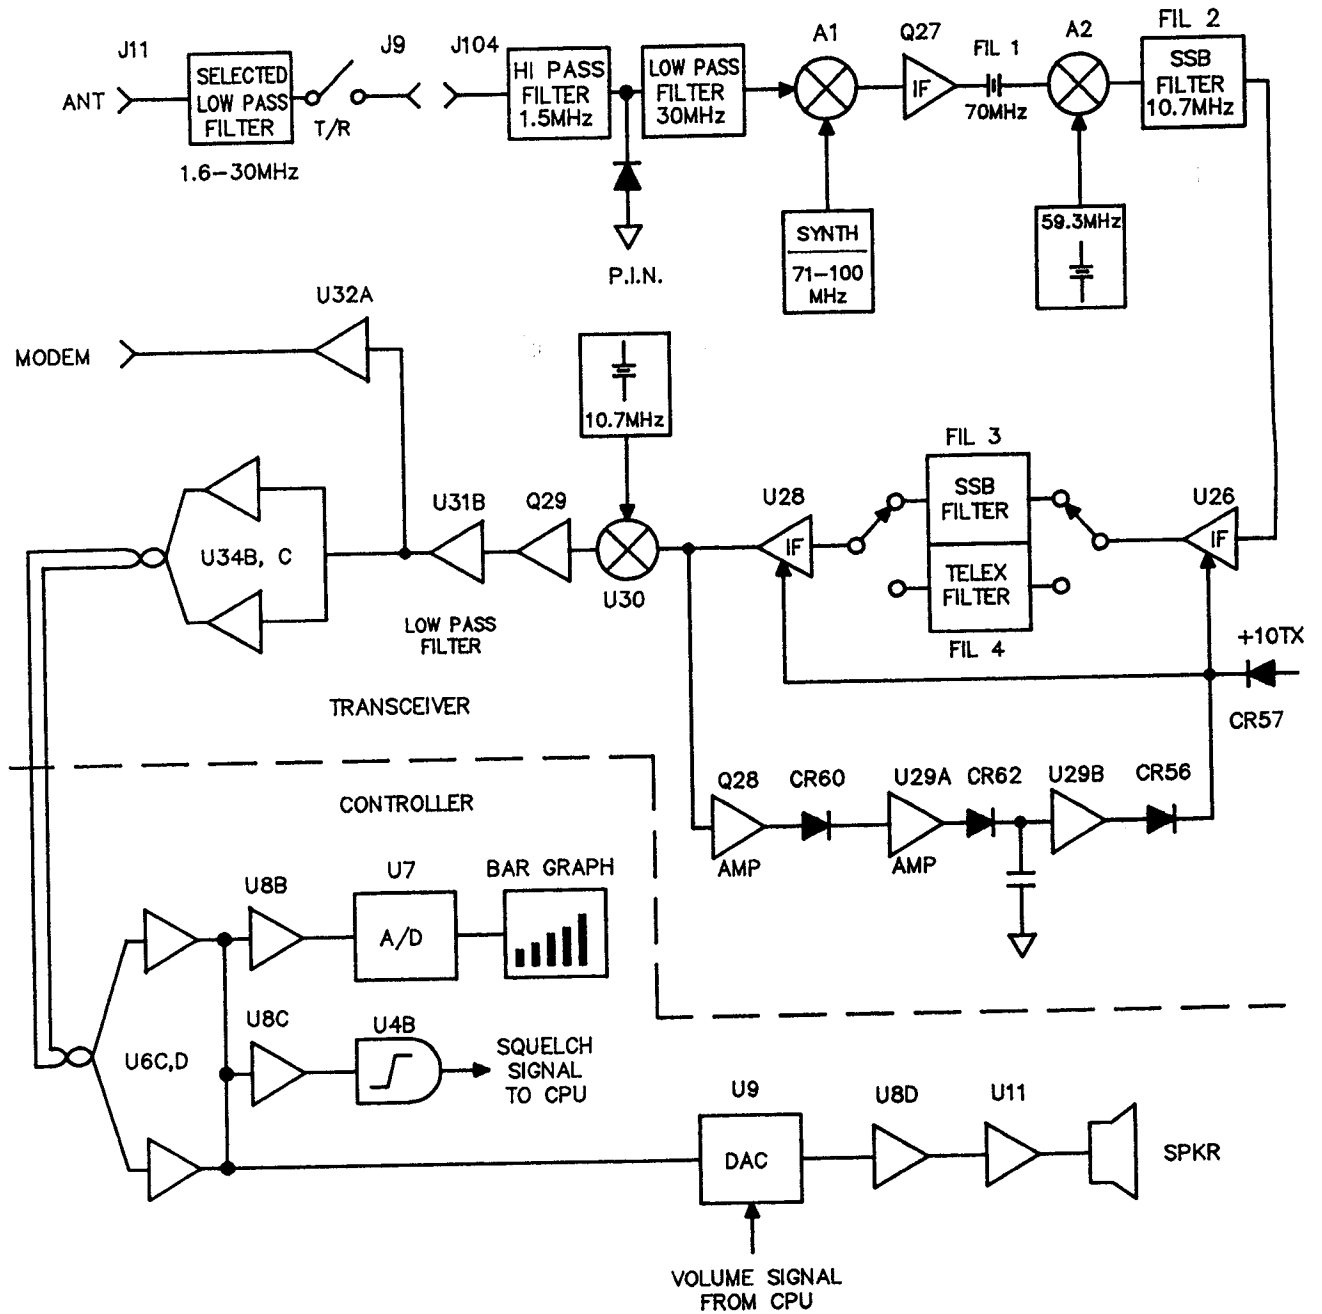 J11
J9
J104
A1
Q27
FIL 1
A2
FIL 2
ANT
SELECTED
LOW PASS
FILTER
T/R
HI PASS
FILTER
1.5MHz
LOW PASS
FILTER
30MHz
IF
70MHz
SSB
FILTER
10.7MHz
1.6-30MHz
SYNTH
71-100
MHz
59.3MHz
P.I.N.
U32A
MODEM
10.7MHz
FIL 3
U31B
Q29
U28
SSB
FILTER
U26
U34B, C
IF
IF
TELEX
FILTER
U30
LOW PASS
FILTER
FIL 4
+10TX
TRANSCEIVER
CR57
CONTROLLER
Q28
CR60
U29A
CR62
U29B
CR56
AMP
AMP
U8B
U7
BAR GRAPH
A/D
U8C
U4B
U6C,D
SQUELCH
SIGNAL
TO CPU
U9
U8D
U11
DAC
SPKR
VOLUME SIGNAL
FROM CPU